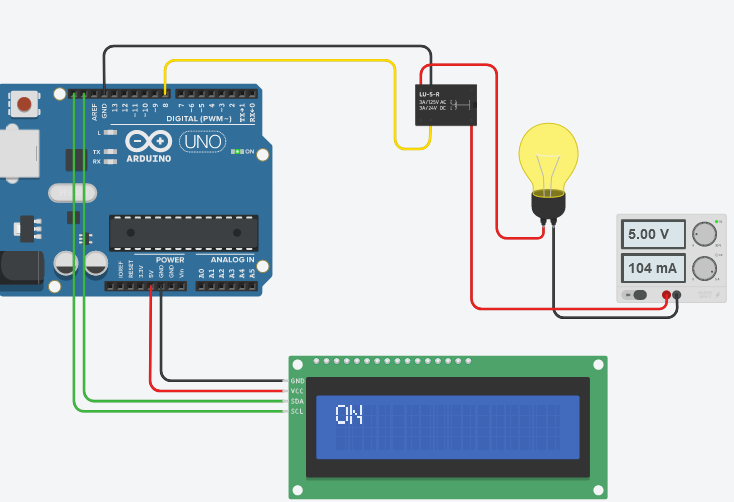 LU-5-R
3A/125V AC
3A/24V DC
AREF
GND
13
12
~11
~10
~9
8
7
~6
~5
4
~3
2
TX→1
RX←0
DIGITAL (PWM~)
L
TX
RX
ARDUINO
UNO
ON
5.00 V
104 mA
POWER
ANALOG IN
IOREF
RESET
3.3V
5V
GND
GND
Vin
A0
A1
A2
A3
A4
A5
GND
VCC
SDA
SCL
ON